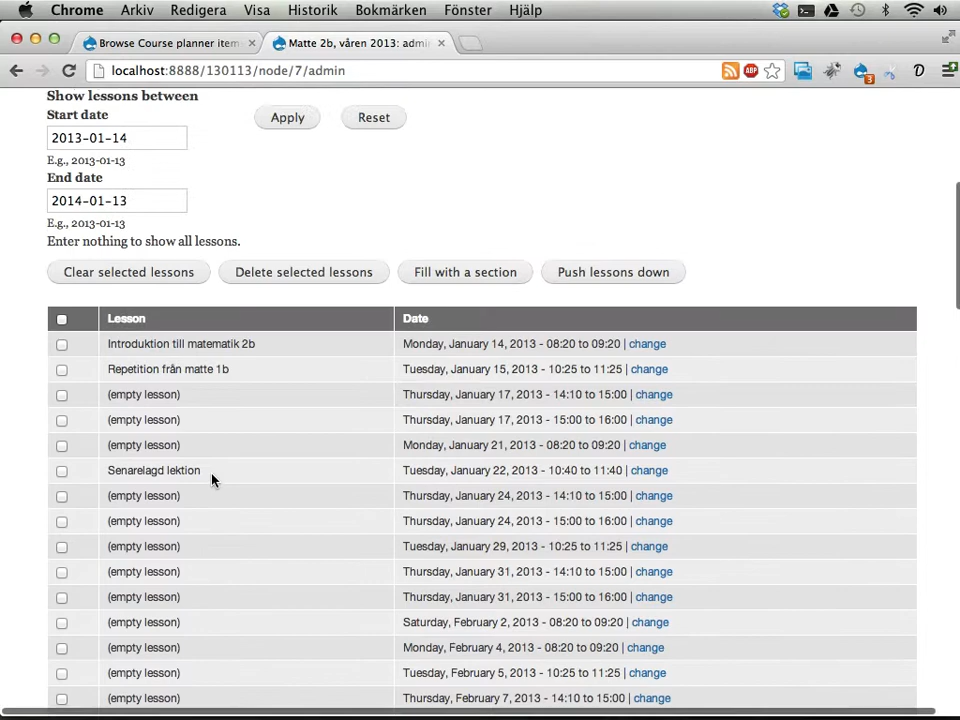 Chrome Arkiv Redigera Visa Historik Bokmärken Fönster Hjälp
Browse Course planner item × Matte 2b, våren 2013: admi ×
localhost:8888/130113/node/7/admin
ABP 3 D
Show lessons between
Start date
Apply Reset
2013-01-14
E.g., 2013-01-13
End date
2014-01-13
E.g., 2013-01-13
Enter nothing to show all lessons.
Clear selected lessons Delete selected lessons Fill with a section Push lessons down
Lesson Date
Introduktion till matematik 2b Monday, January 14, 2013 - 08:20 to 09:20 | change
Repetition från matte 1b Tuesday, January 15, 2013 - 10:25 to 11:25 | change
(empty lesson) Thursday, January 17, 2013 - 14:10 to 15:00 | change
(empty lesson) Thursday, January 17, 2013 - 15:00 to 16:00 | change
(empty lesson) Monday, January 21, 2013 - 08:20 to 09:20 | change
Senarelagd lektion Tuesday, January 22, 2013 - 10:40 to 11:40 | change
(empty lesson) Thursday, January 24, 2013 - 14:10 to 15:00 | change
(empty lesson) Thursday, January 24, 2013 - 15:00 to 16:00 | change
(empty lesson) Tuesday, January 29, 2013 - 10:25 to 11:25 | change
(empty lesson) Thursday, January 31, 2013 - 14:10 to 15:00 | change
(empty lesson) Thursday, January 31, 2013 - 15:00 to 16:00 | change
(empty lesson) Saturday, February 2, 2013 - 08:20 to 09:20 | change
(empty lesson) Monday, February 4, 2013 - 08:20 to 09:20 | change
(empty lesson) Tuesday, February 5, 2013 - 10:25 to 11:25 | change
(empty lesson) Thursday, February 7, 2013 - 14:10 to 15:00 | change